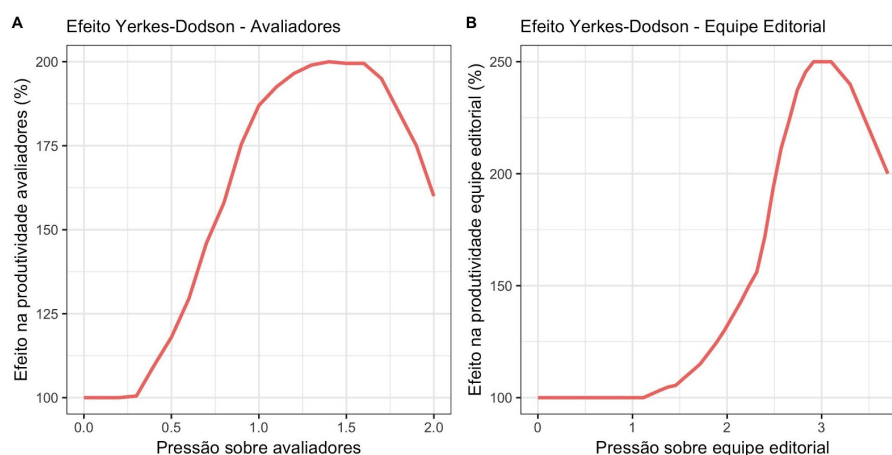 A
Efeito Yerkes-Dodson - Avaliadores
Efeito na produtividade avaliadores (%)
200
175
150
125
100
0.0 0.5 1.0 1.5 2.0
Pressão sobre avaliadores
B
Efeito Yerkes-Dodson - Equipe Editorial
Efeito na produtividade equipe editorial (%)
250
200
150
100
0 1 2 3
Pressão sobre equipe editorial